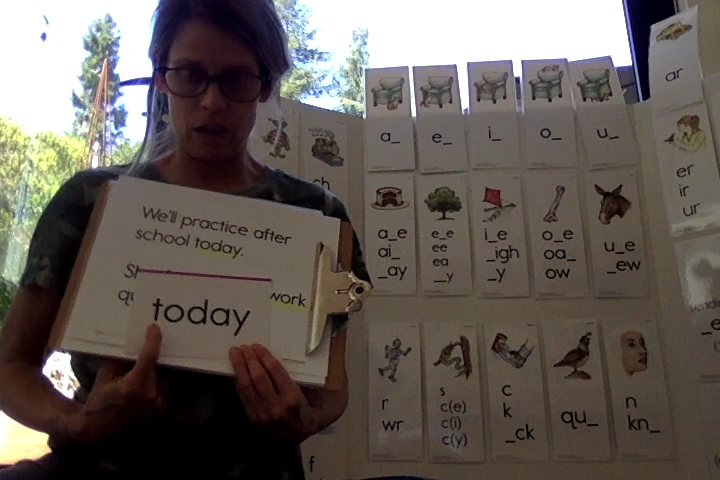 We'll practice after
school today.
work
today
ch
a_
e_
i_
o_
u_
ar
a_e
ai_
_ay
e_e
ee
ea
_y
i_e
_igh
_y
o_e
oa_
ow
u_e
_ew
er
ir
ur
r
wr
s
c(e)
c(i)
c(y)
c
k
_ck
qu_
n
kn_
f